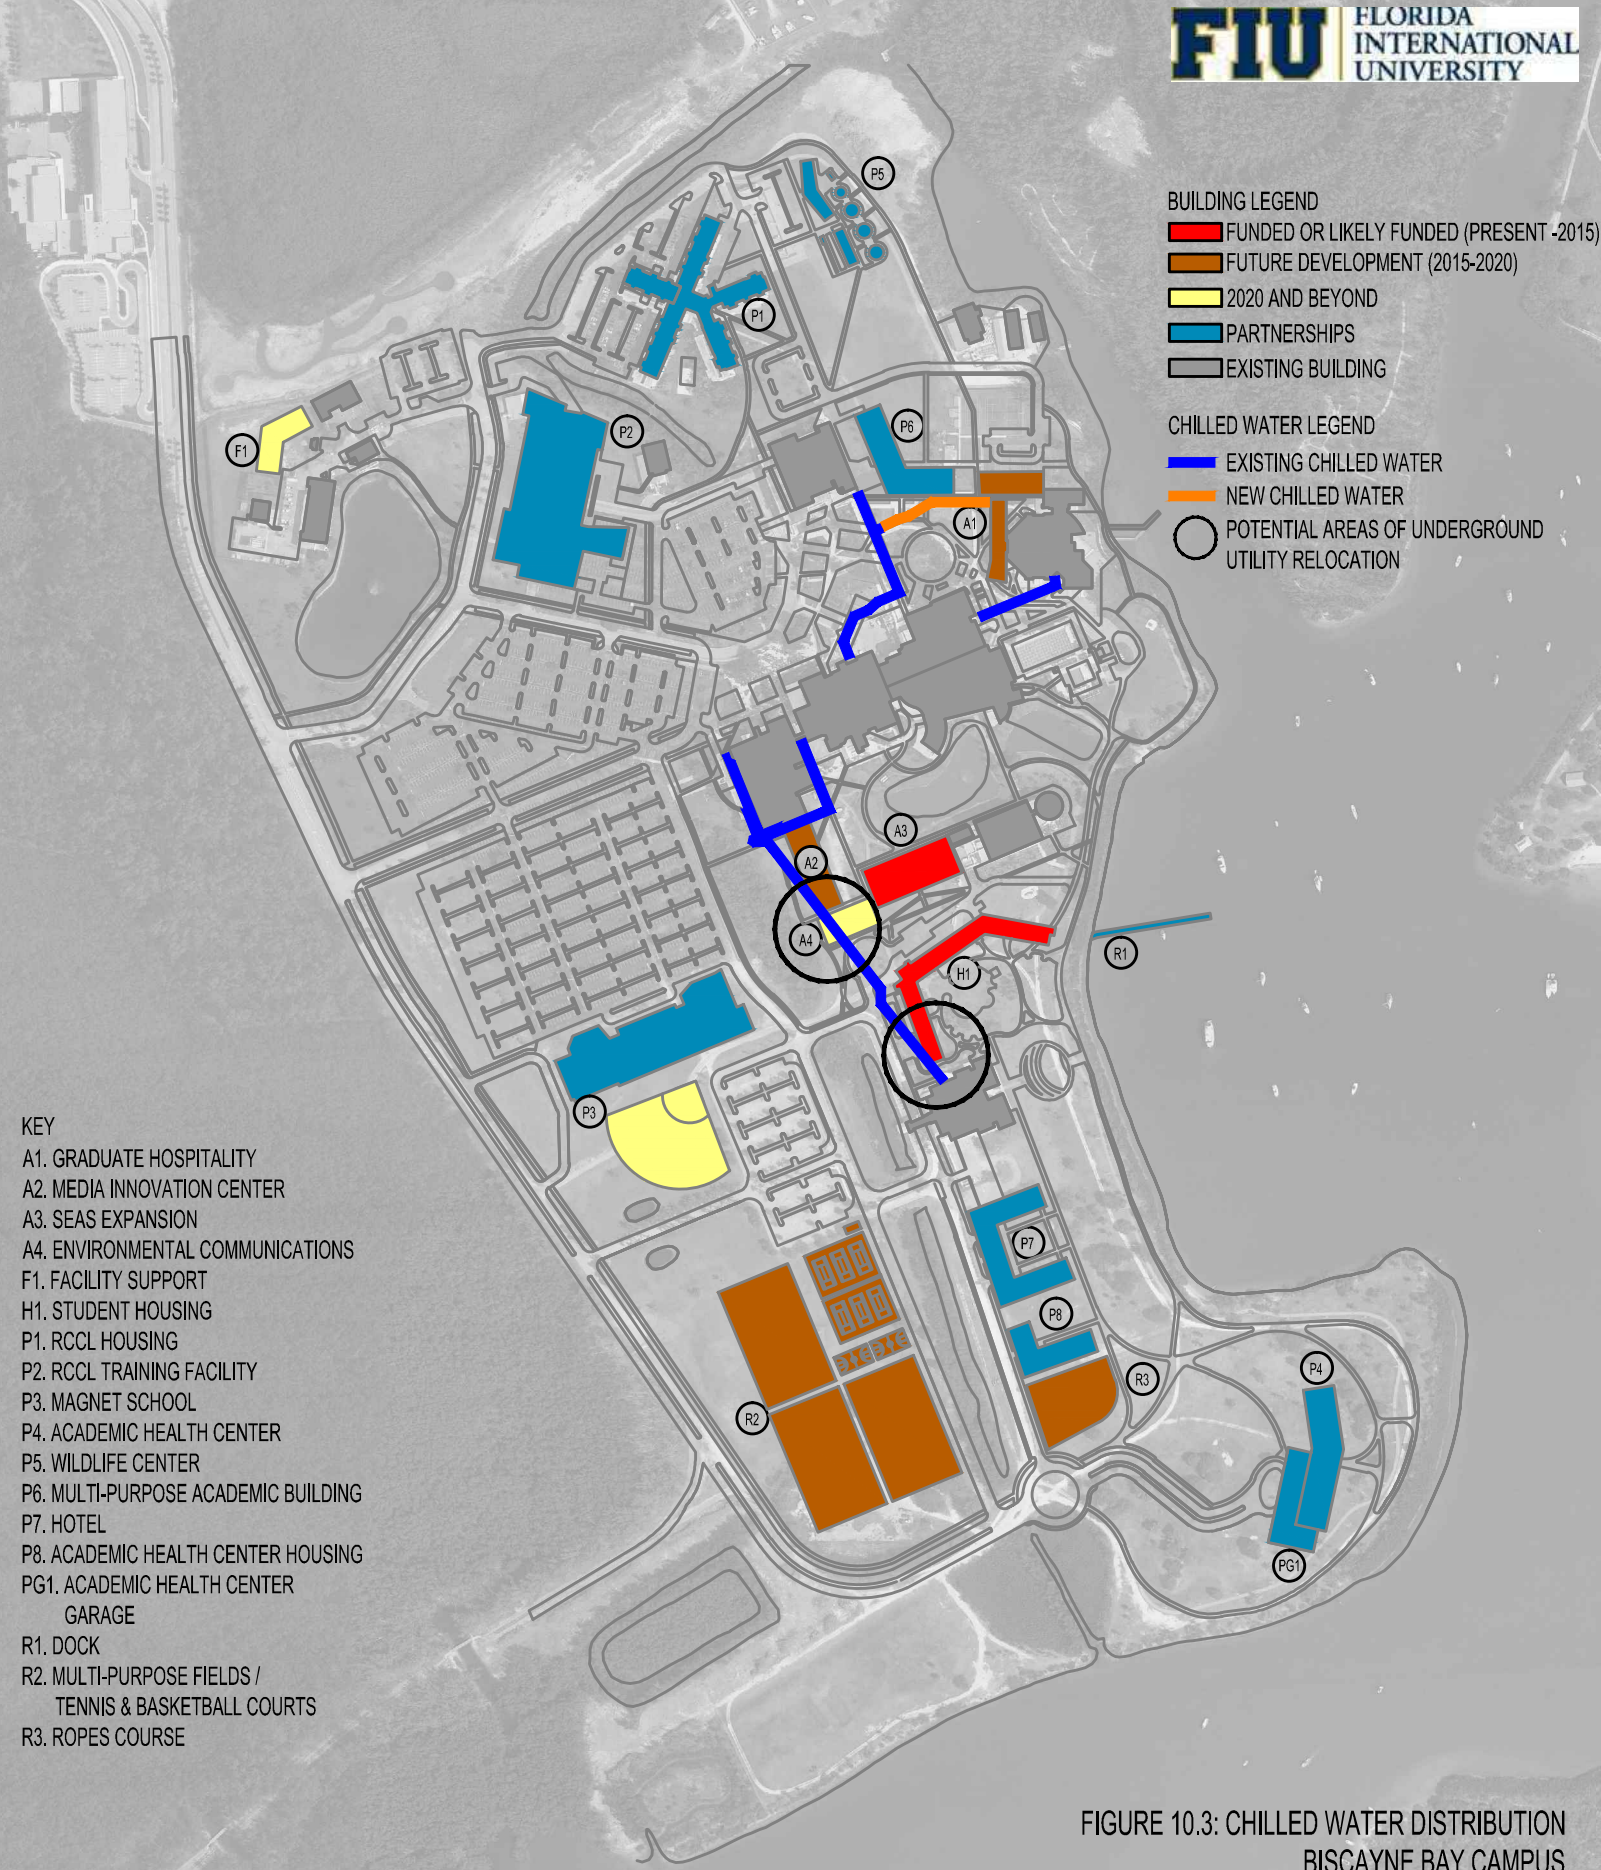 FIU
FLORIDA
INTERNATIONAL
UNIVERSITY
BUILDING LEGEND
FUNDED OR LIKELY FUNDED (PRESENT -2015)
FUTURE DEVELOPMENT (2015-2020)
2020 AND BEYOND
PARTNERSHIPS
EXISTING BUILDING
CHILLED WATER LEGEND
EXISTING CHILLED WATER
NEW CHILLED WATER
POTENTIAL AREAS OF UNDERGROUND
UTILITY RELOCATION
P5
P1
P2
P6
F1
A1
A3
A2
A4
H1
R1
P3
P7
P8
R3
P4
R2
PG1
KEY
A1. GRADUATE HOSPITALITY
A2. MEDIA INNOVATION CENTER
A3. SEAS EXPANSION
A4. ENVIRONMENTAL COMMUNICATIONS
F1. FACILITY SUPPORT
H1. STUDENT HOUSING
P1. RCCL HOUSING
P2. RCCL TRAINING FACILITY
P3. MAGNET SCHOOL
P4. ACADEMIC HEALTH CENTER
P5. WILDLIFE CENTER
P6. MULTI-PURPOSE ACADEMIC BUILDING
P7. HOTEL
P8. ACADEMIC HEALTH CENTER HOUSING
PG1. ACADEMIC HEALTH CENTER
GARAGE
R1. DOCK
R2. MULTI-PURPOSE FIELDS /
TENNIS & BASKETBALL COURTS
R3. ROPES COURSE
FIGURE 10.3: CHILLED WATER DISTRIBUTION
BISCAYNE BAY CAMPUS